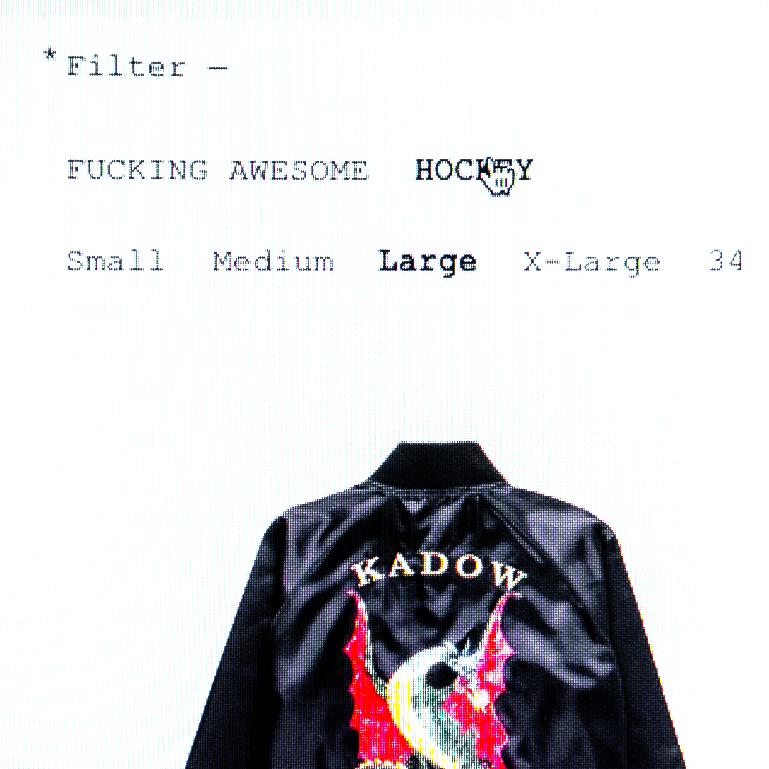 * Filter —
FUCKING AWESOME HOCKEY
Small Medium Large X-Large 34
KADOW